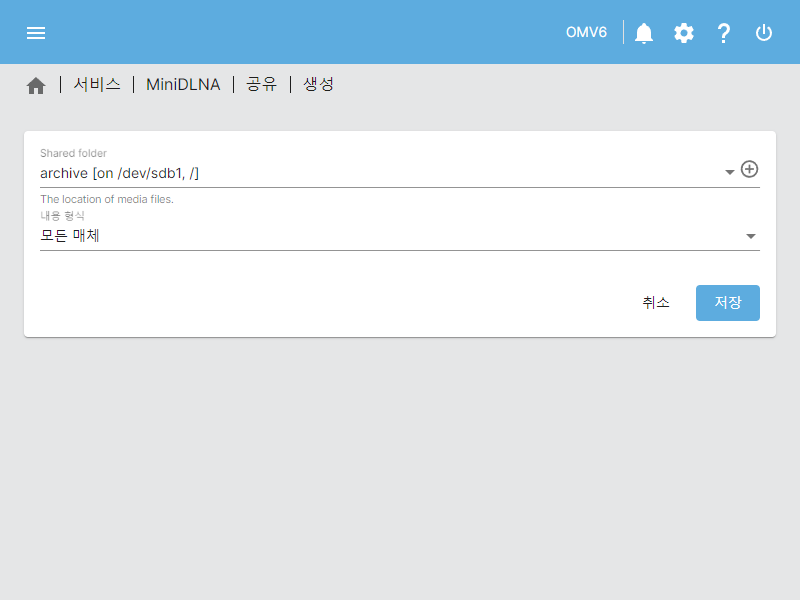 OMV6
서비스 | MiniDLNA | 공유 | 생성
Shared folder
archive [on /dev/sdb1, /]
The location of media files.
내용 형식
모든 매체
취소 저장